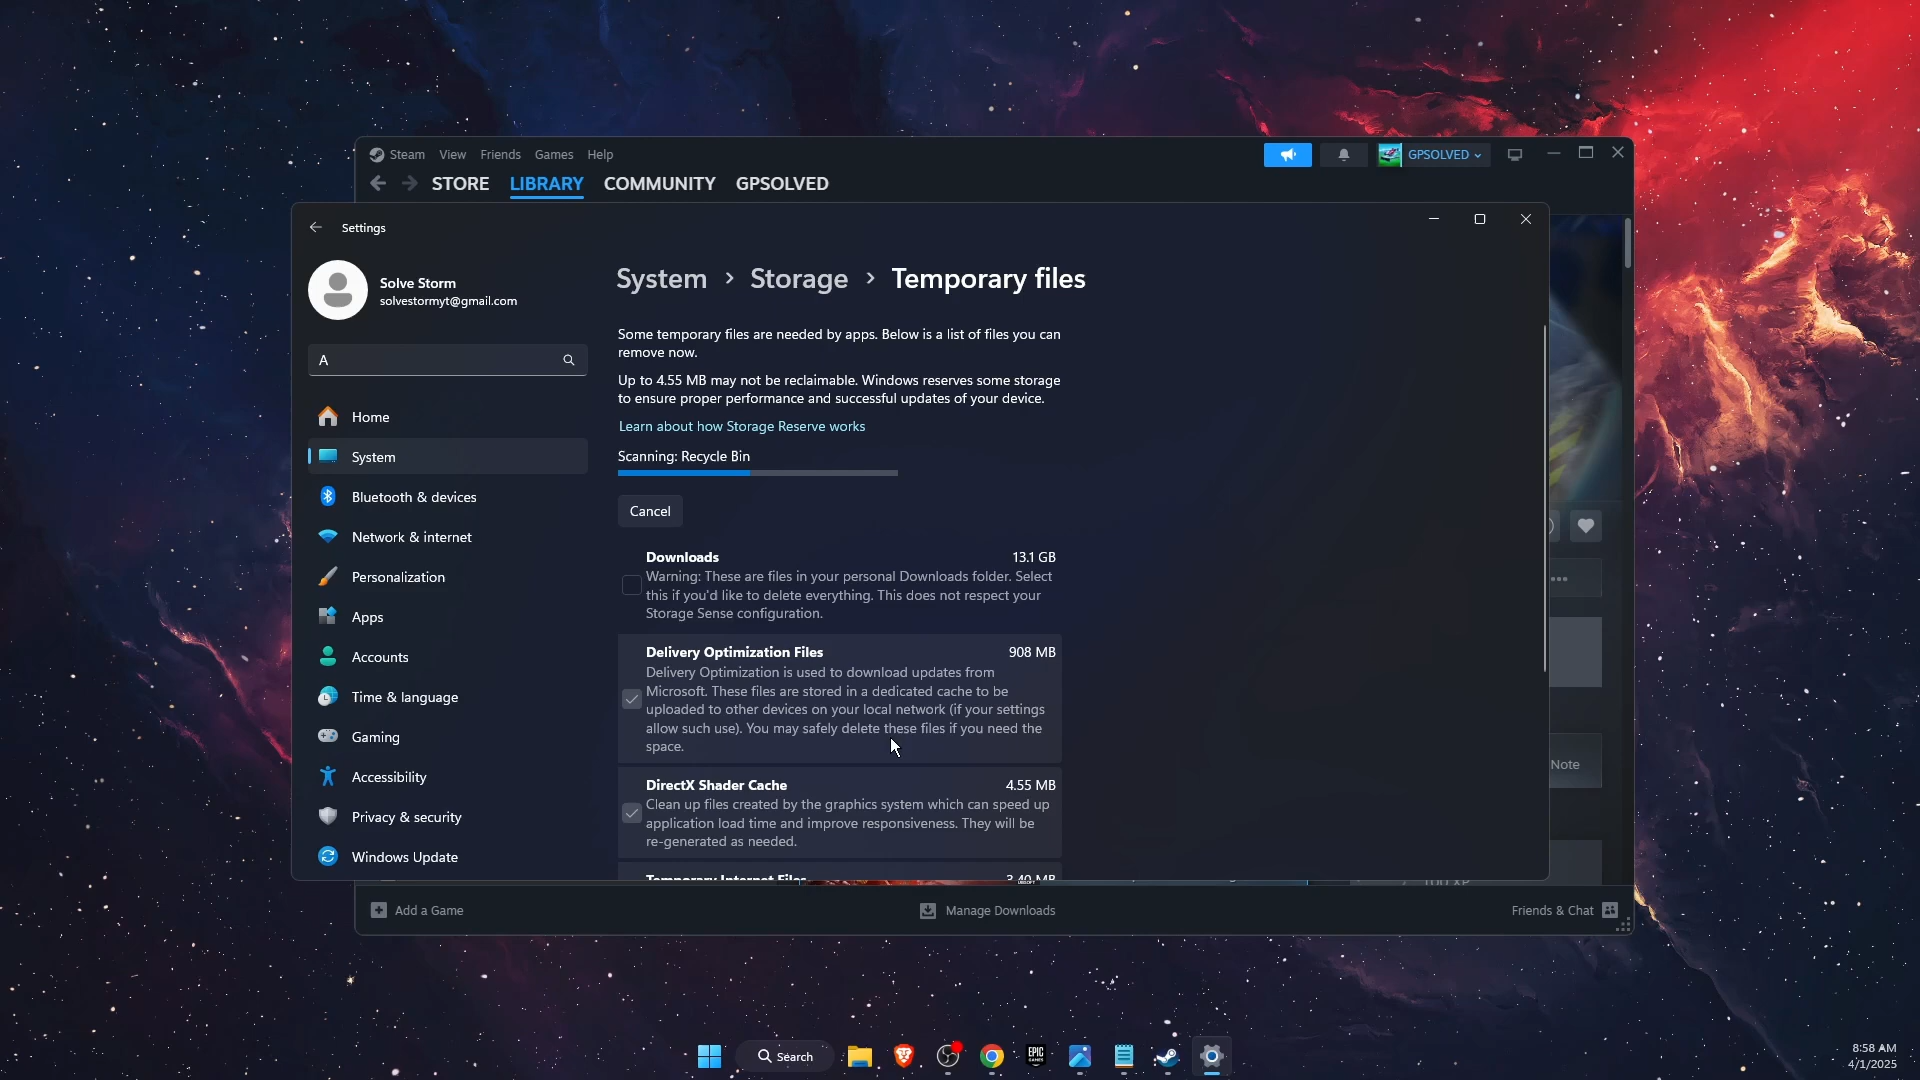 Steam View Friends Games Help
GPSOLVED
STORE LIBRARY COMMUNITY GPSOLVED
Settings
Solve Storm
solvestormyt@gmail.com
A
Home
System
Bluetooth & devices
Network & internet
Personalization
Apps
Accounts
Time & language
Gaming
Accessibility
Privacy & security
Windows Update
System > Storage > Temporary files
Some temporary files are needed by apps. Below is a list of files you can
remove now.
Up to 4.55 MB may not be reclaimable. Windows reserves some storage
to ensure proper performance and successful updates of your device.
Learn about how Storage Reserve works
Scanning: Recycle Bin
Cancel
Downloads 13.1 GB
Warning: These are files in your personal Downloads folder. Select
this if you'd like to delete everything. This does not respect your
Storage Sense configuration.
Delivery Optimization Files 908 MB
Delivery Optimization is used to download updates from
Microsoft. These files are stored in a dedicated cache to be
uploaded to other devices on your local network (if your settings
allow such use). You may safely delete these files if you need the
space.
DirectX Shader Cache 4.55 MB
Clean up files created by the graphics system which can speed up
application load time and improve responsiveness. They will be
re-generated as needed.
Temporary Internet Files 3.40 MB
Note
Add a Game
Manage Downloads
Friends & Chat
Search
EPIC
GAMES
8:58 AM
4/1/2025